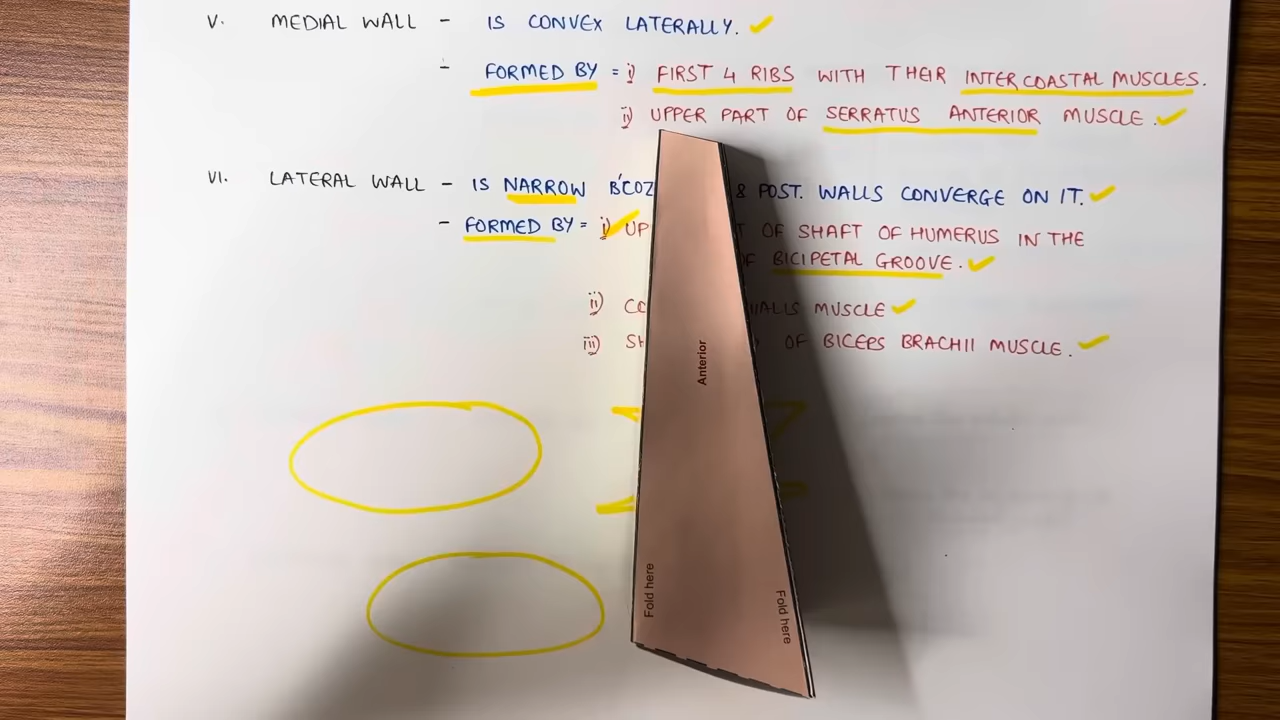 V. MEDIAL WALL - IS CONVEX LATERALLY.
- FORMED BY = i) FIRST 4 RIBS WITH THEIR INTERCOASTAL MUSCLES.
ii) UPPER PART OF SERRATUS ANTERIOR MUSCLE.
VI. LATERAL WALL - IS NARROW B'COZ & POST. WALLS CONVERGE ON IT.
- FORMED BY = i) UP OF SHAFT OF HUMERUS IN THE
BICIPETAL GROOVE.
ii) MUSCLE
iii) OF BICEPS BRACHII MUSCLE.
Anterior
Fold here
Fold here